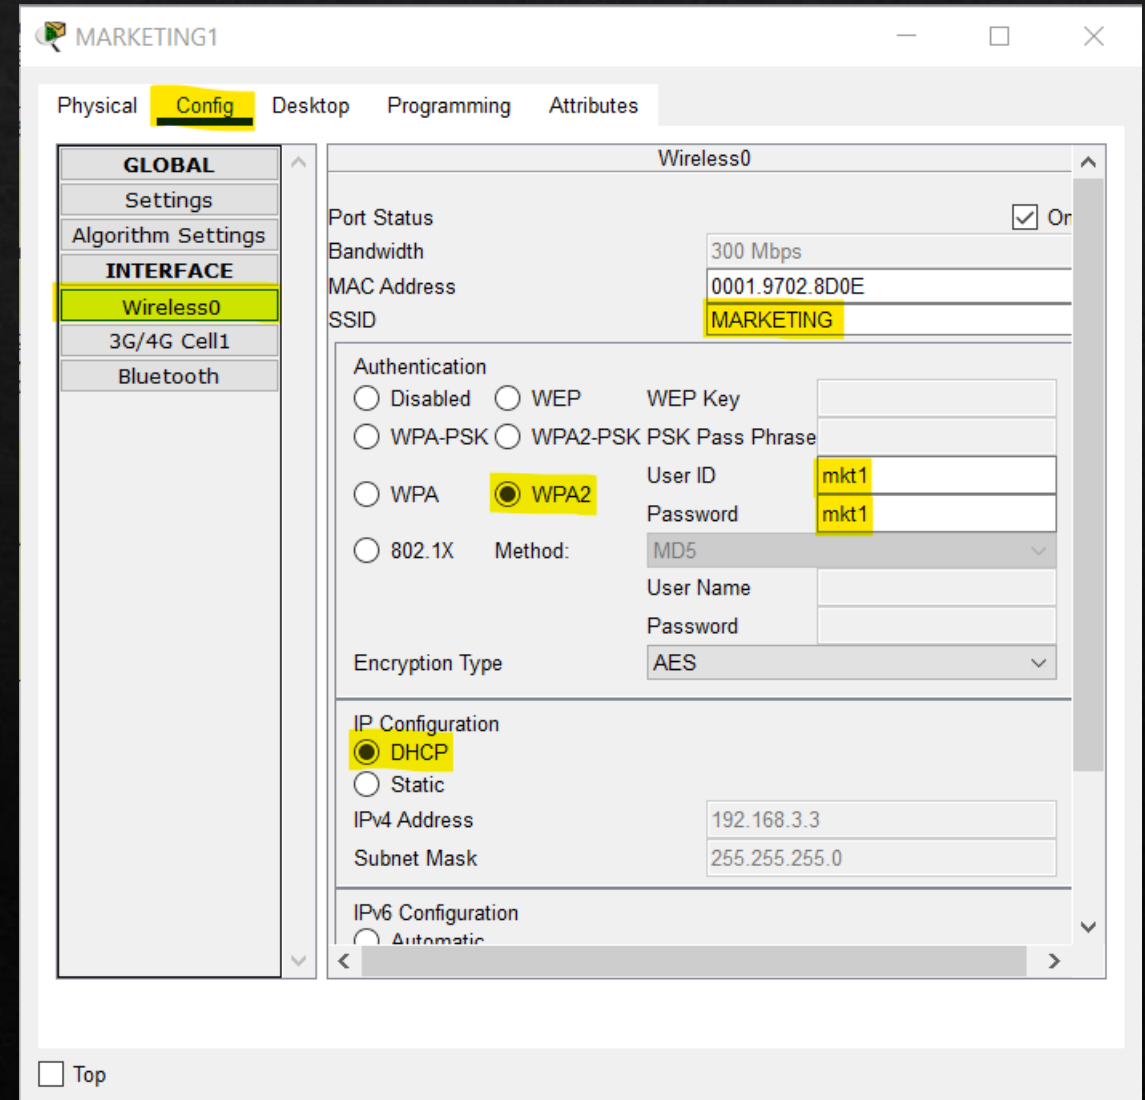 MARKETING1
Physical Config Desktop Programming Attributes
GLOBAL
Settings
Algorithm Settings
INTERFACE
Wireless0
3G/4G Cell1
Bluetooth
Wireless0
Port Status On
Bandwidth 300 Mbps
MAC Address 0001.9702.8D0E
SSID MARKETING
Authentication
Disabled WEP WEP Key
WPA-PSK WPA2-PSK PSK Pass Phrase
User ID mkt1
WPA WPA2
Password mkt1
802.1X Method: MD5
User Name
Password
Encryption Type AES
IP Configuration
DHCP
Static
IPv4 Address 192.168.3.3
Subnet Mask 255.255.255.0
IPv6 Configuration
Automatic
Top